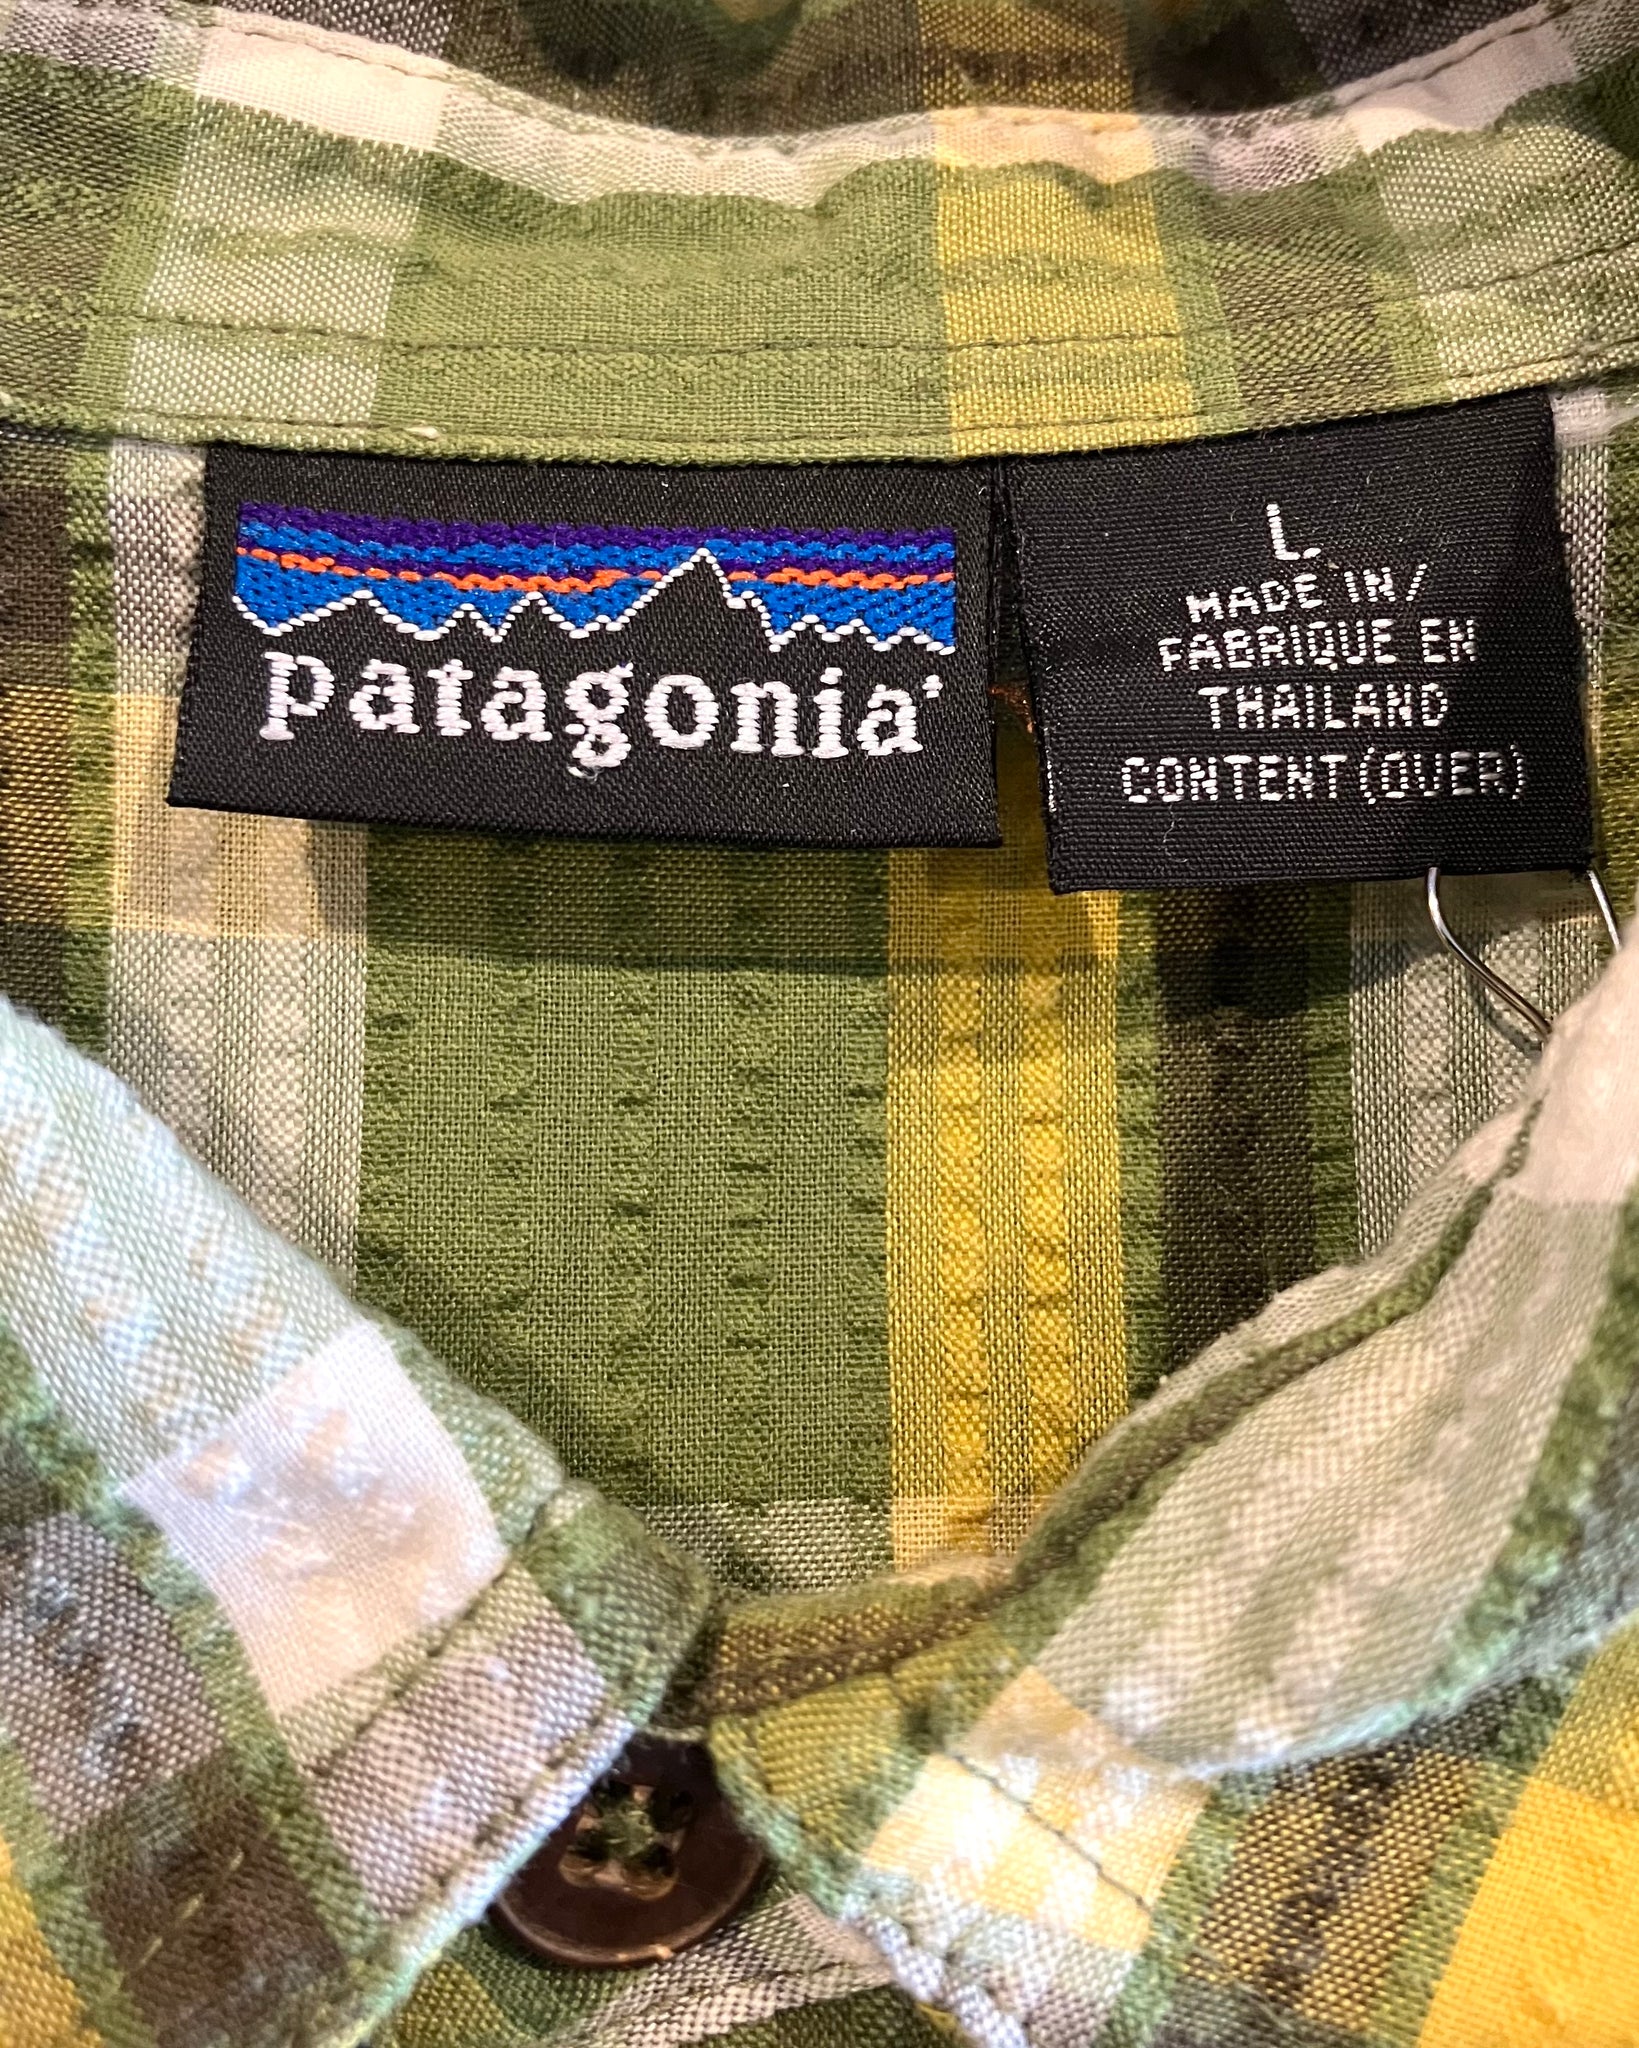 patagonia
L.
MADE IN/
FABRIQUE EN
THAILAND
CONTENT (OVER)